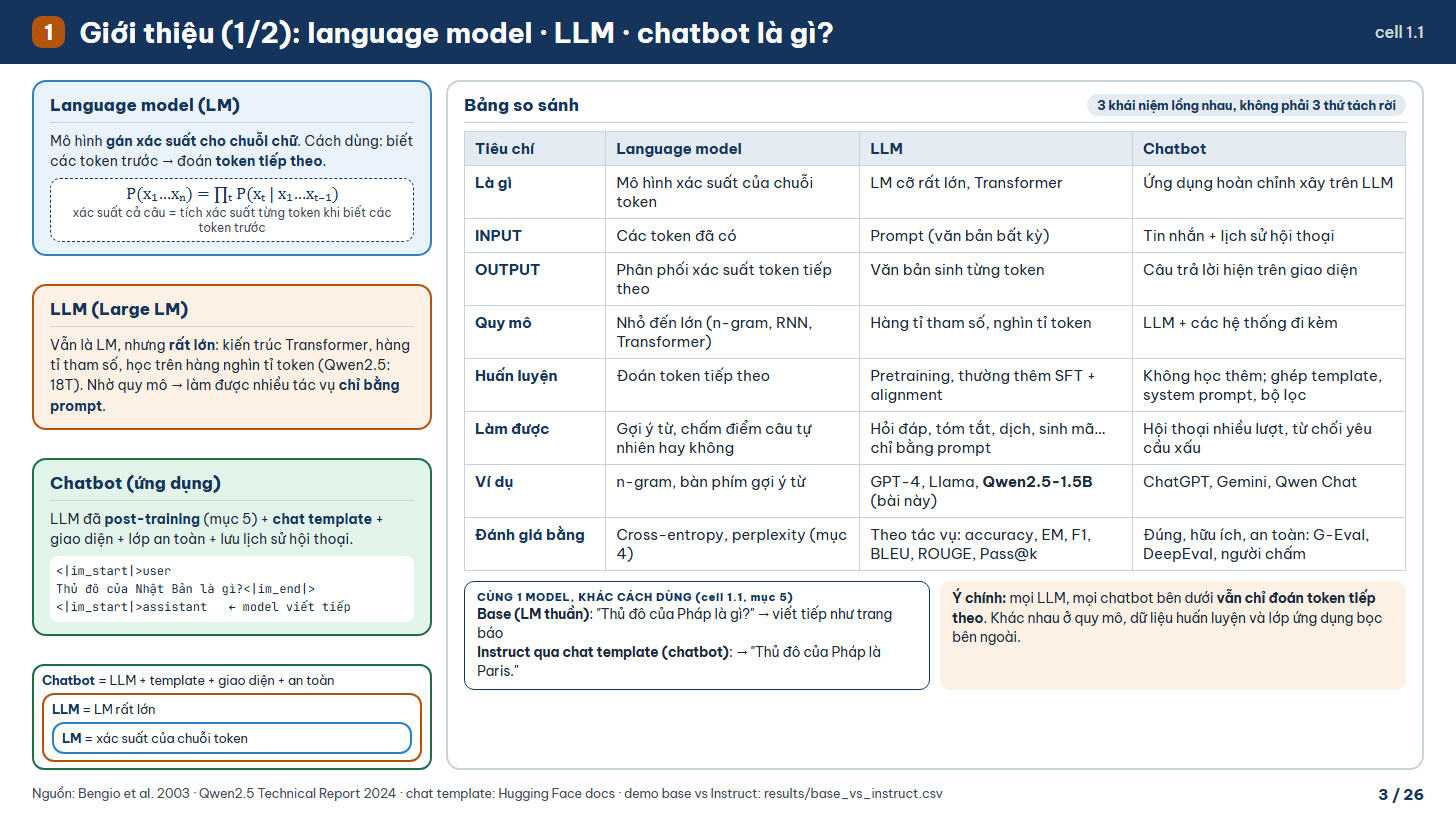 1 Giới thiệu (1/2): language model · LLM · chatbot là gì?
cell 1.1
Language model (LM)
Mô hình gán xác suất cho chuỗi chữ. Cách dùng: biết
các token trước → đoán token tiếp theo.
P(x₁…xₙ) = ∏ₜ P(xₜ | x₁…xₜ₋₁)
xác suất cả câu = tích xác suất từng token khi biết các
token trước
LLM (Large LM)
Vẫn là LM, nhưng rất lớn: kiến trúc Transformer, hàng
tỉ tham số, học trên hàng nghìn tỉ token (Qwen2.5:
18T). Nhờ quy mô → làm được nhiều tác vụ chỉ bằng
prompt.
Chatbot (ứng dụng)
LLM đã post-training (mục 5) + chat template +
giao diện + lớp an toàn + lưu lịch sử hội thoại.
<|im_start|>user
Thủ đô của Nhật Bản là gì?<|im_end|>
<|im_start|>assistant ← model viết tiếp
Chatbot = LLM + template + giao diện + an toàn
LLM = LM rất lớn
LM = xác suất của chuỗi token
Bảng so sánh
3 khái niệm lồng nhau, không phải 3 thứ tách rời
Tiêu chí Language model LLM Chatbot
Là gì Mô hình xác suất của chuỗi LM cỡ rất lớn, Transformer Ứng dụng hoàn chỉnh xây trên LLM
token
INPUT Các token đã có Prompt (văn bản bất kỳ) Tin nhắn + lịch sử hội thoại
OUTPUT Phân phối xác suất token tiếp Văn bản sinh từng token Câu trả lời hiện trên giao diện
theo
Quy mô Nhỏ đến lớn (n-gram, RNN, Hàng tỉ tham số, nghìn tỉ token LLM + các hệ thống đi kèm
Transformer)
Huấn luyện Đoán token tiếp theo Pretraining, thường thêm SFT + Không học thêm; ghép template,
alignment system prompt, bộ lọc
Làm được Gợi ý từ, chấm điểm câu tự Hỏi đáp, tóm tắt, dịch, sinh mã… Hội thoại nhiều lượt, từ chối yêu
nhiên hay không chỉ bằng prompt cầu xấu
Ví dụ n-gram, bàn phím gợi ý từ GPT-4, Llama, Qwen2.5-1.5B ChatGPT, Gemini, Qwen Chat
(bài này)
Đánh giá bằng Cross-entropy, perplexity (mục Theo tác vụ: accuracy, EM, F1, Đúng, hữu ích, an toàn: G-Eval,
4) BLEU, ROUGE, Pass@k DeepEval, người chấm
CÙNG 1 MODEL, KHÁC CÁCH DÙNG (cell 1.1, mục 5)
Base (LM thuần): "Thủ đô của Pháp là gì?" → viết tiếp như trang
báo
Instruct qua chat template (chatbot): → "Thủ đô của Pháp là
Paris."
Ý chính: mọi LLM, mọi chatbot bên dưới vẫn chỉ đoán token tiếp
theo. Khác nhau ở quy mô, dữ liệu huấn luyện và lớp ứng dụng bọc
bên ngoài.
Nguồn: Bengio et al. 2003 · Qwen2.5 Technical Report 2024 · chat template: Hugging Face docs · demo base vs Instruct: results/base_vs_instruct.csv
3 / 26